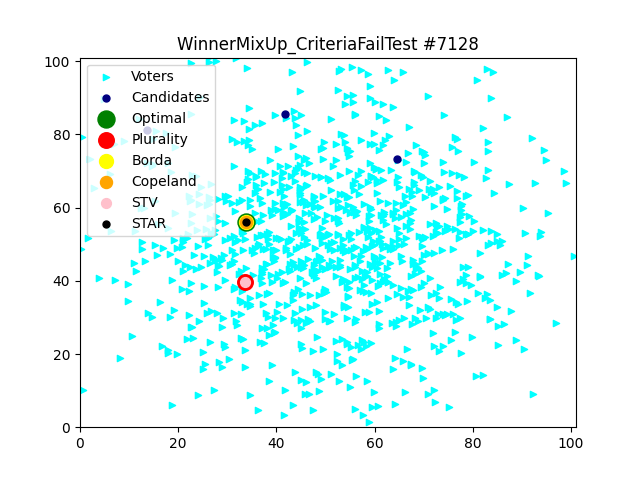 WinnerMixUp_CriteriaFailTest #7128
Voters
Candidates
Optimal
Plurality
Borda
Copeland
STV
STAR
100
80
60
40
20
0
0 20 40 60 80 100